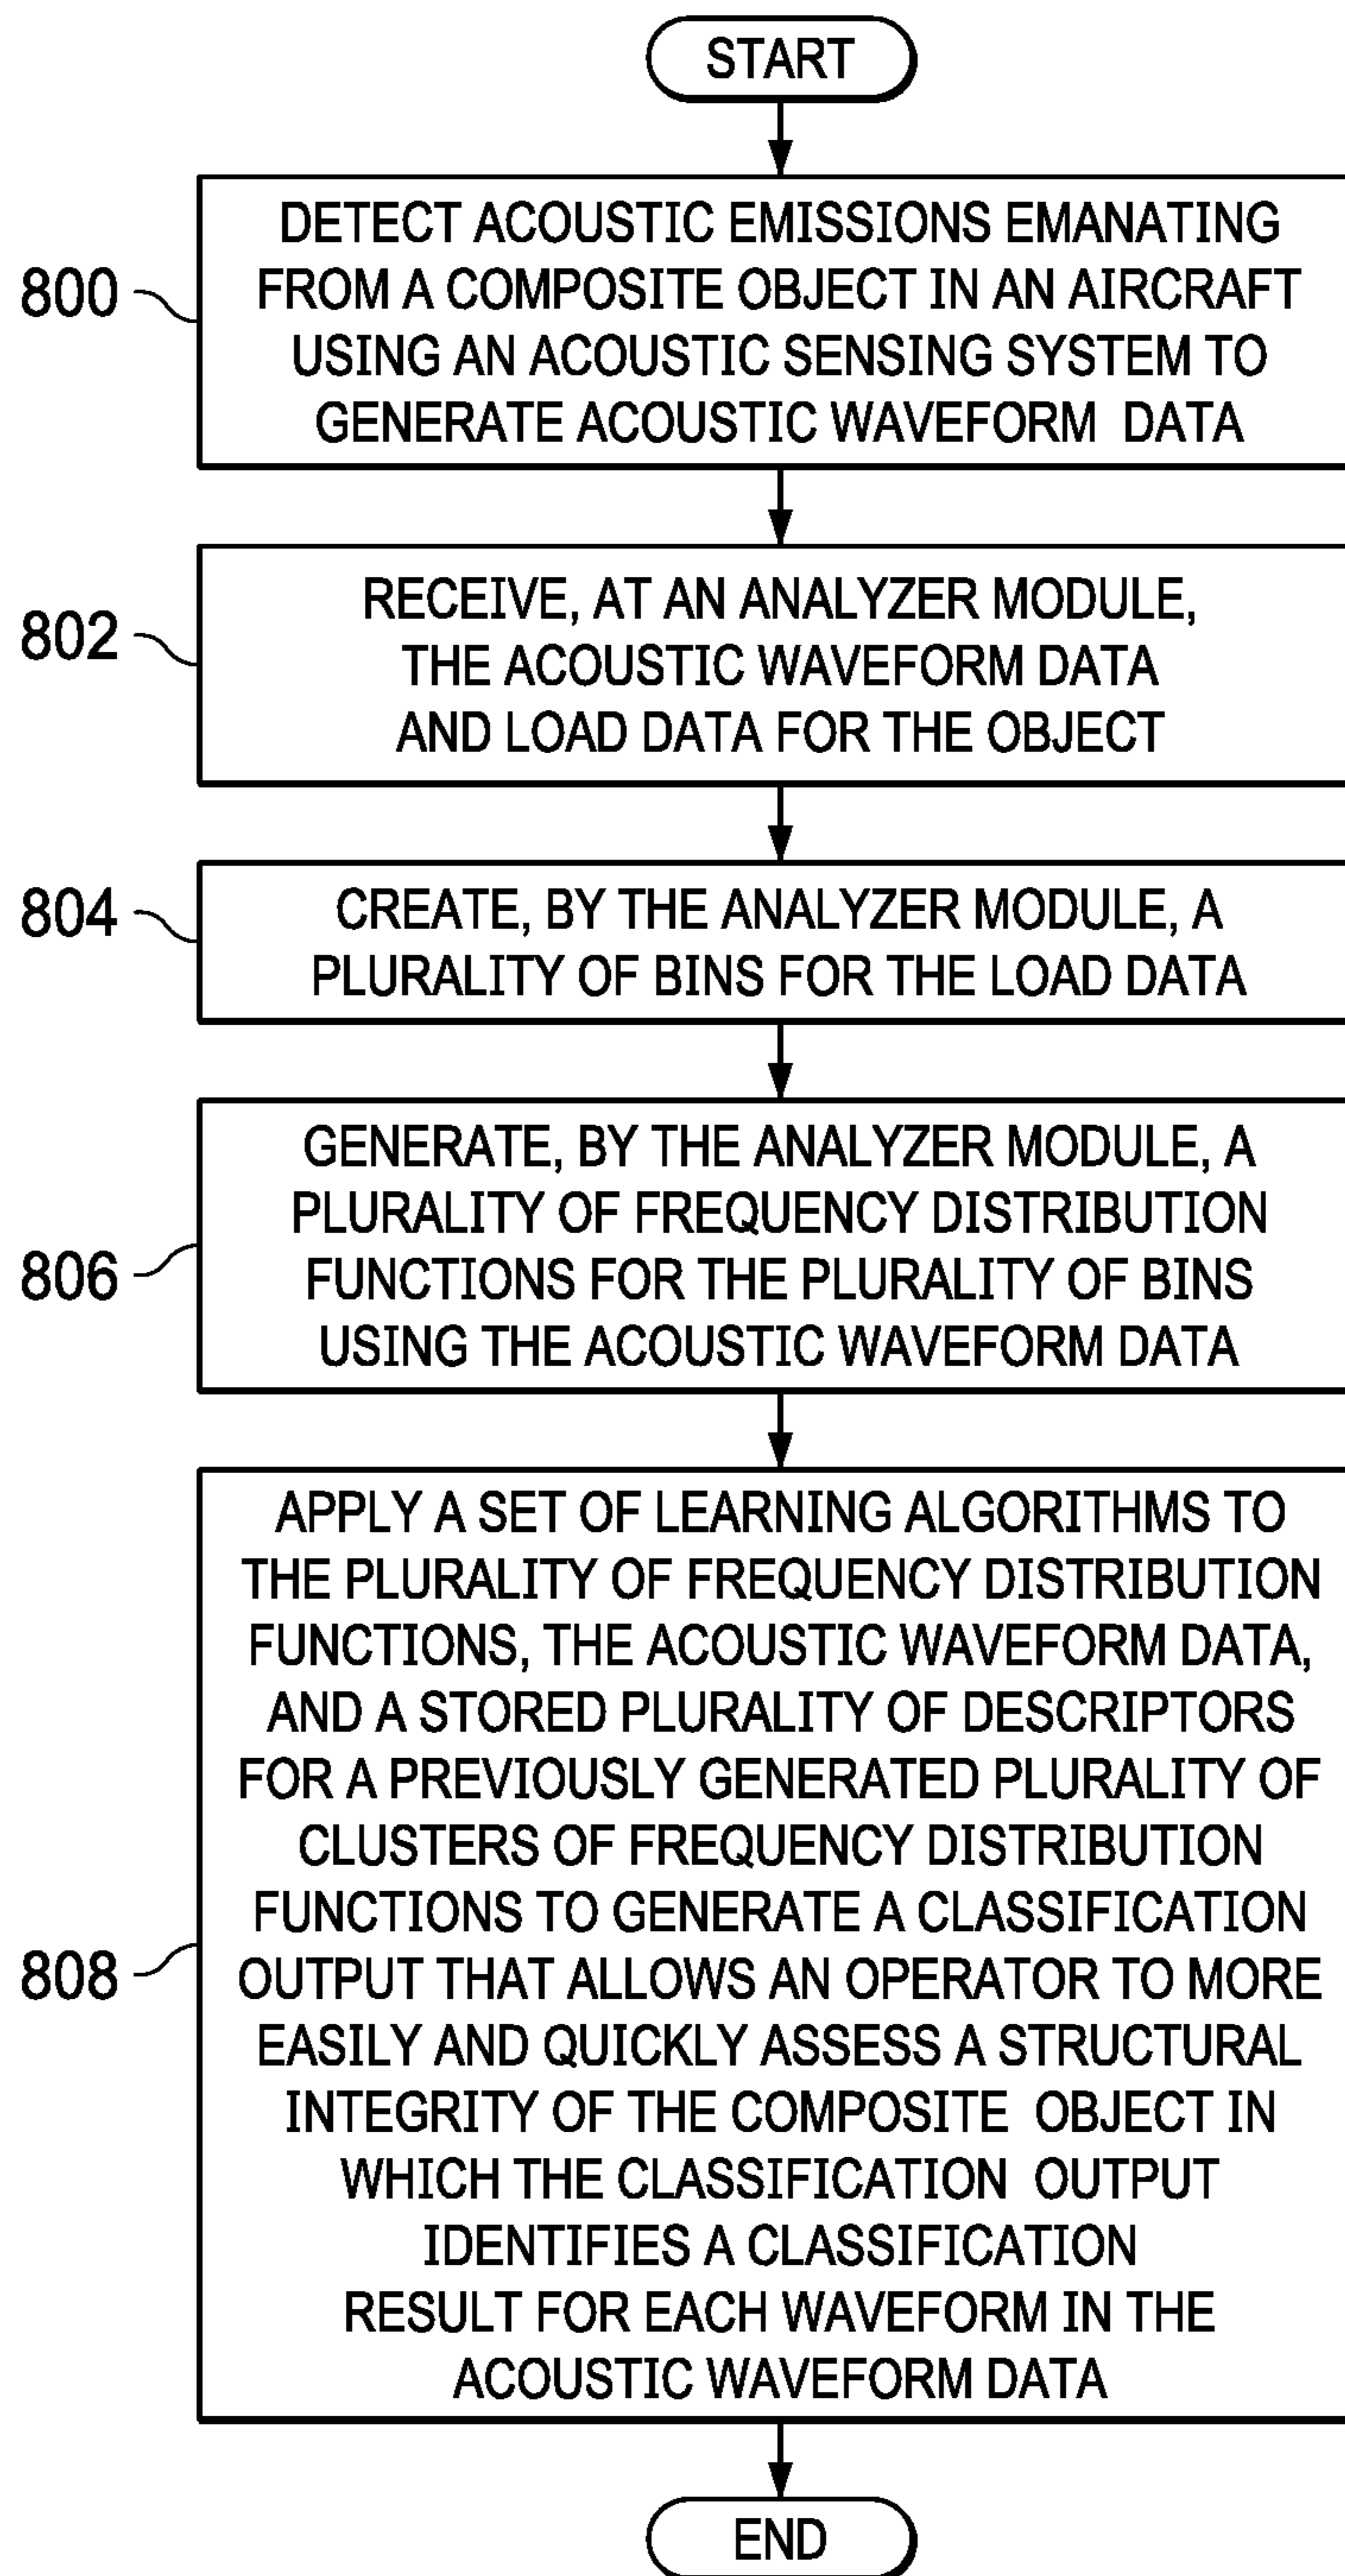 START
800
DETECT ACOUSTIC EMISSIONS EMANATING
FROM A COMPOSITE OBJECT IN AN AIRCRAFT
USING AN ACOUSTIC SENSING SYSTEM TO
GENERATE ACOUSTIC WAVEFORM DATA
802
RECEIVE, AT AN ANALYZER MODULE,
THE ACOUSTIC WAVEFORM DATA
AND LOAD DATA FOR THE OBJECT
804
CREATE, BY THE ANALYZER MODULE, A
PLURALITY OF BINS FOR THE LOAD DATA
806
GENERATE, BY THE ANALYZER MODULE, A
PLURALITY OF FREQUENCY DISTRIBUTION
FUNCTIONS FOR THE PLURALITY OF BINS
USING THE ACOUSTIC WAVEFORM DATA
808
APPLY A SET OF LEARNING ALGORITHMS TO
THE PLURALITY OF FREQUENCY DISTRIBUTION
FUNCTIONS, THE ACOUSTIC WAVEFORM DATA,
AND A STORED PLURALITY OF DESCRIPTORS
FOR A PREVIOUSLY GENERATED PLURALITY OF
CLUSTERS OF FREQUENCY DISTRIBUTION
FUNCTIONS TO GENERATE A CLASSIFICATION
OUTPUT THAT ALLOWS AN OPERATOR TO MORE
EASILY AND QUICKLY ASSESS A STRUCTURAL
INTEGRITY OF THE COMPOSITE OBJECT IN
WHICH THE CLASSIFICATION OUTPUT
IDENTIFIES A CLASSIFICATION
RESULT FOR EACH WAVEFORM IN THE
ACOUSTIC WAVEFORM DATA
END